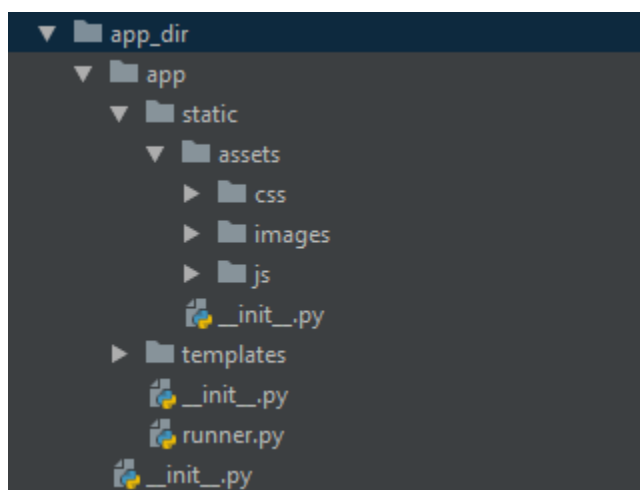 app_dir
app
static
assets
css
images
js
__init__.py
templates
__init__.py
runner.py
__init__.py